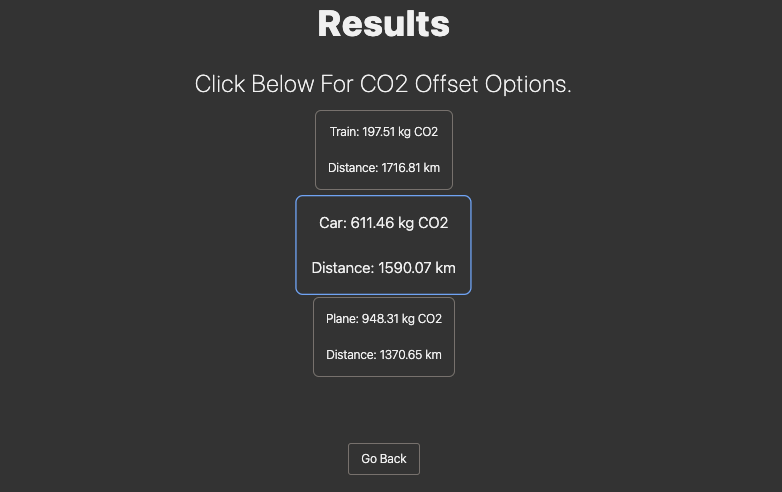 Results
Click Below For CO2 Offset Options.
Train: 197.51 kg CO2
Distance: 1716.81 km
Car: 611.46 kg CO2
Distance: 1590.07 km
Plane: 948.31 kg CO2
Distance: 1370.65 km
Go Back